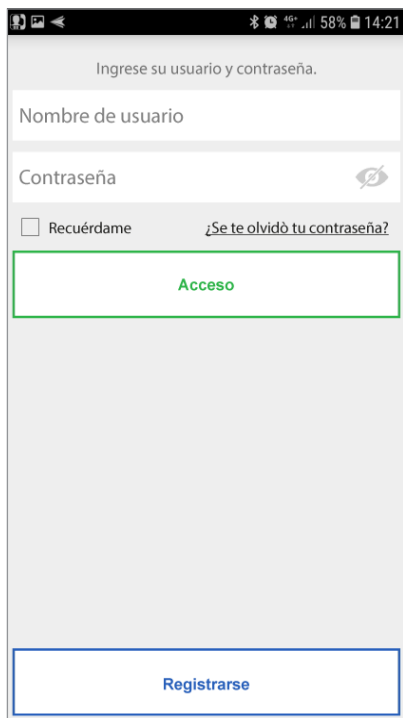 4G+ 58% 14:21
Ingrese su usuario y contraseña.
Nombre de usuario
Contraseña
Recuérdame ¿Se te olvidò tu contraseña?
Acceso
Registrarse